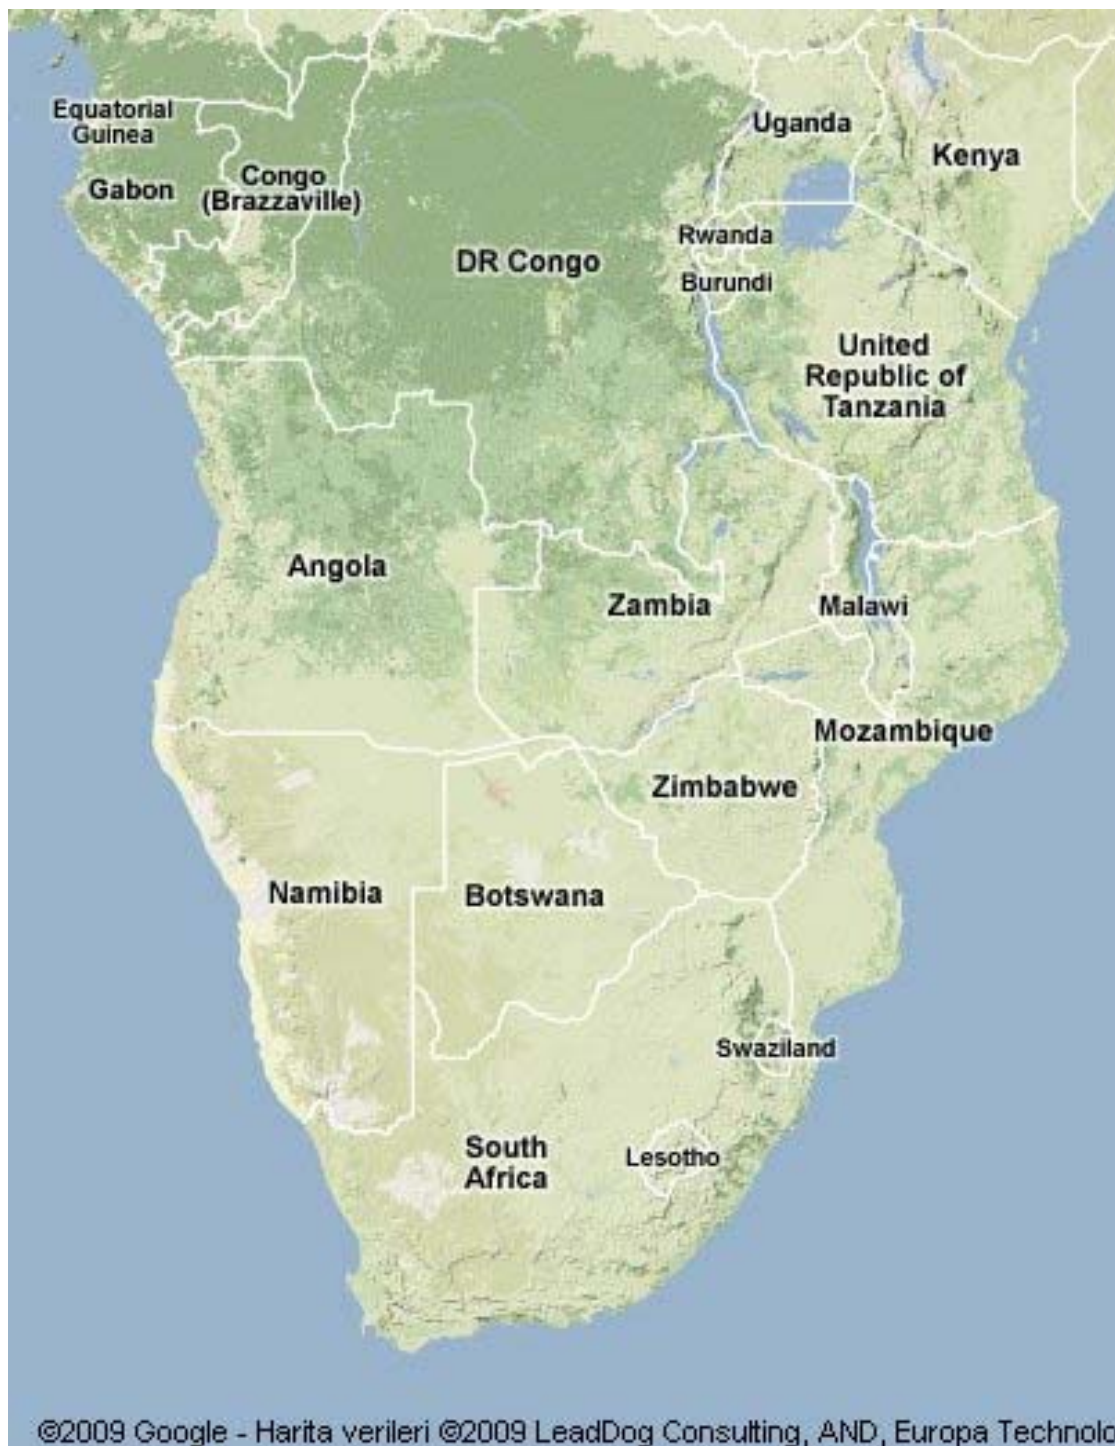 Equatorial
Guinea
Gabon
Congo
(Brazzaville)
Uganda
Kenya
Rwanda
DR Congo
Burundi
United
Republic of
Tanzania
Angola
Zambia
Malawi
Mozambique
Zimbabwe
Namibia
Botswana
Swaziland
South
Africa
Lesotho
©2009 Google - Harita verileri ©2009 LeadDog Consulting, AND, Europa Technolo